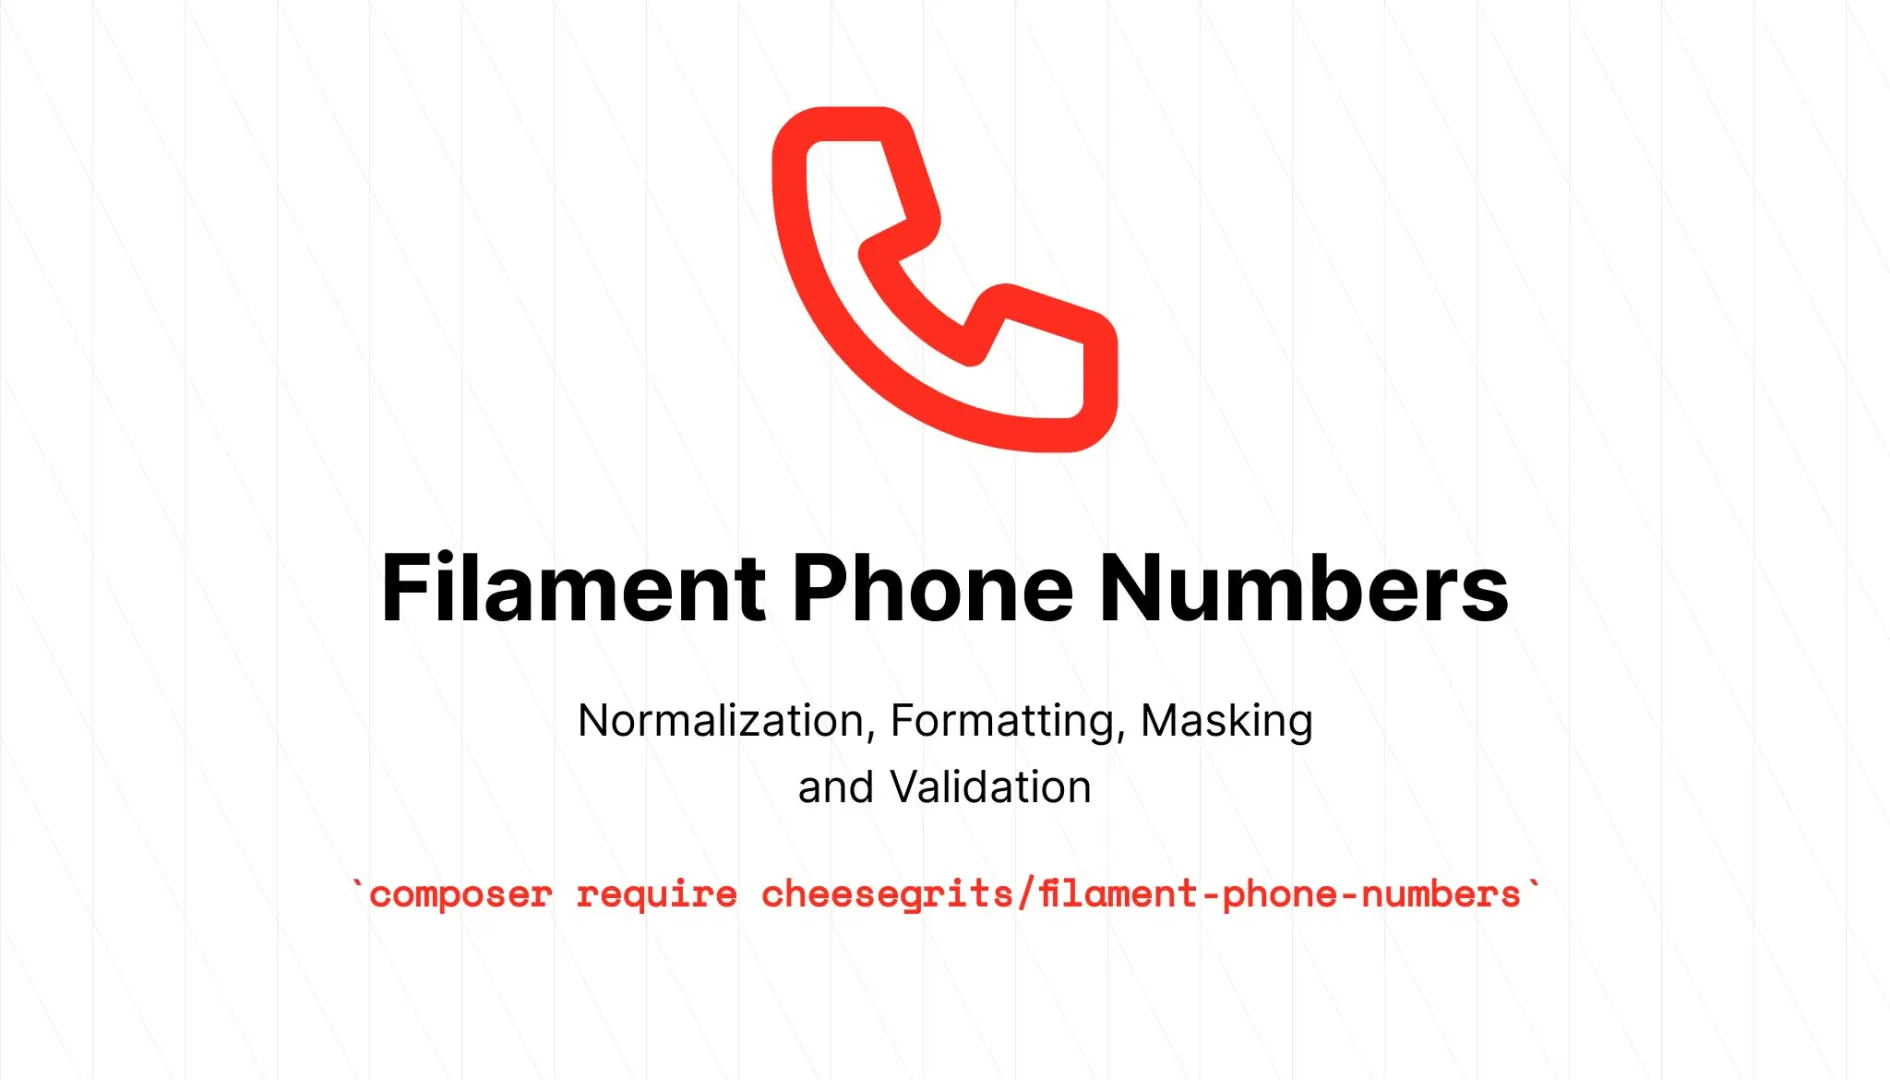 Filament Phone Numbers
Normalization, Formatting, Masking
and Validation
`composer require cheesegrits/filament-phone-numbers`